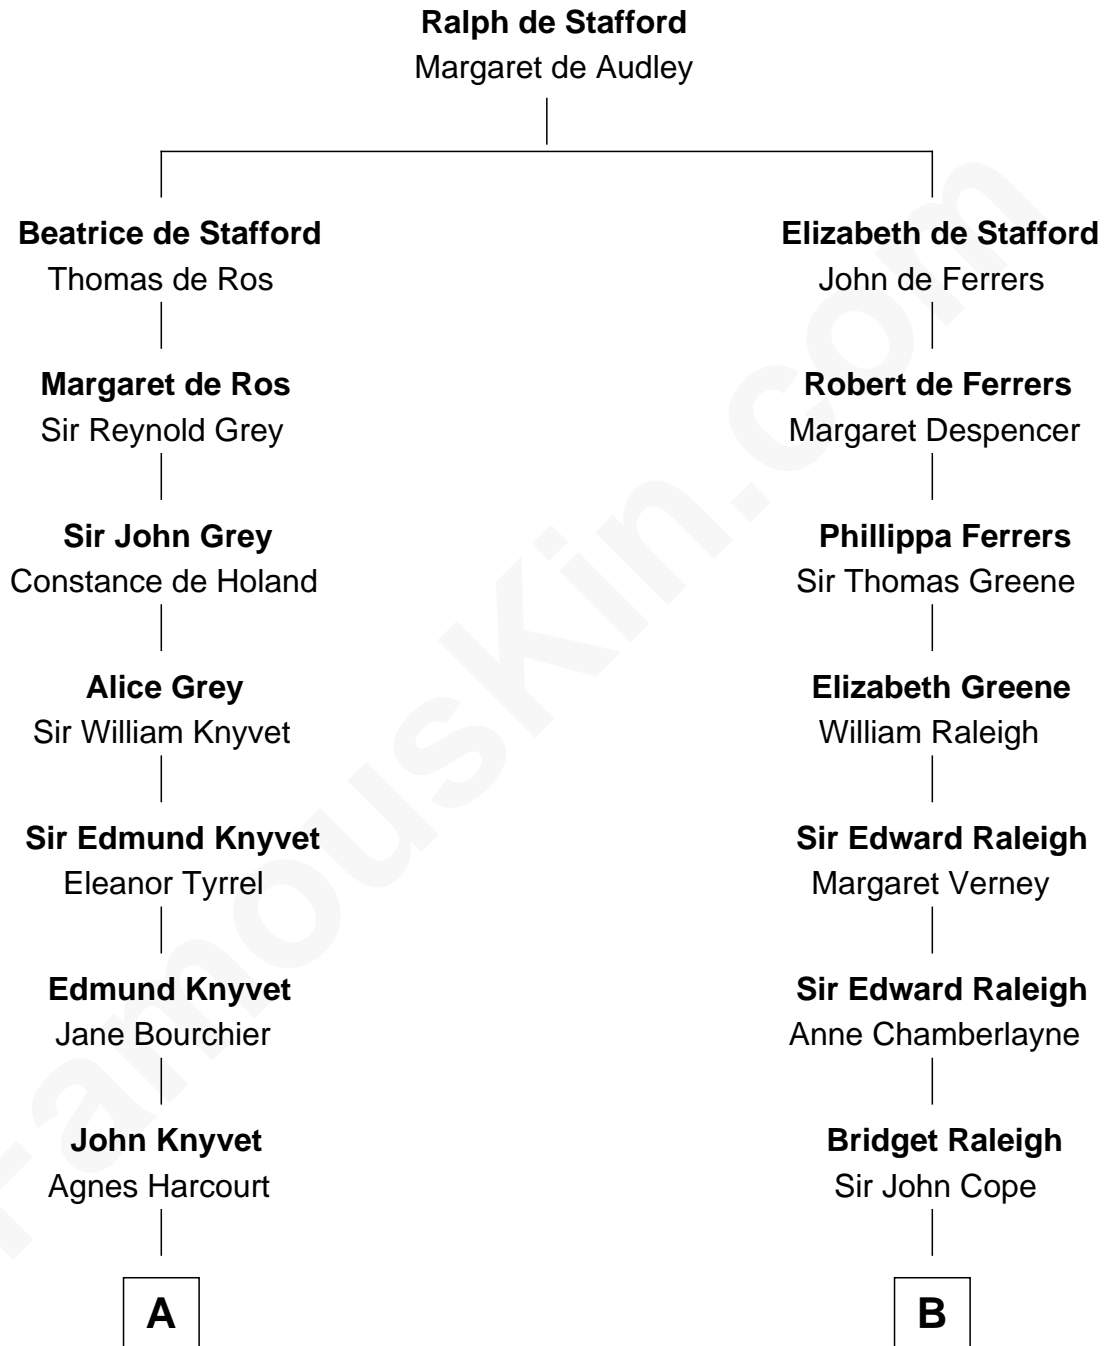 Ralph de Stafford
Margaret de Audley
Beatrice de Stafford
Thomas de Ros
Elizabeth de Stafford
John de Ferrers
Margaret de Ros
Sir Reynold Grey
Robert de Ferrers
Margaret Despencer
Sir John Grey
Constance de Holand
Phillippa Ferrers
Sir Thomas Greene
Alice Grey
Sir William Knyvet
Elizabeth Greene
William Raleigh
Sir Edmund Knyvet
Eleanor Tyrrel
Sir Edward Raleigh
Margaret Verney
Edmund Knyvet
Jane Bourchier
Sir Edward Raleigh
Anne Chamberlayne
John Knyvet
Agnes Harcourt
Bridget Raleigh
Sir John Cope
A
B
FamousKin.com